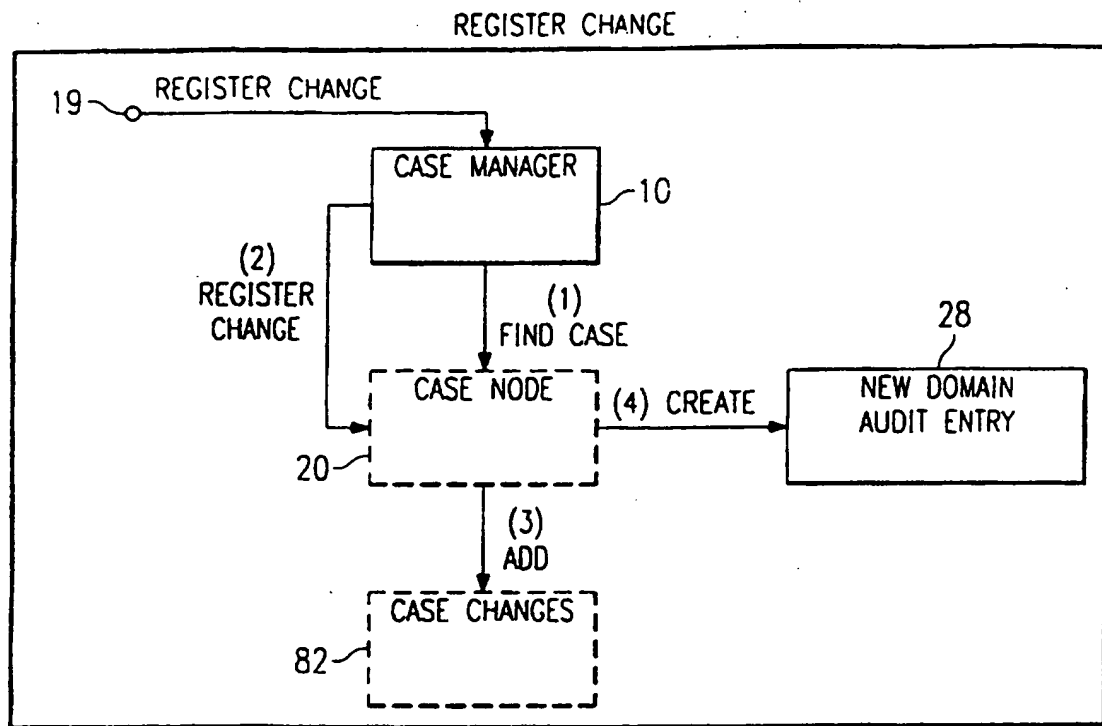 REGISTER CHANGE
19
REGISTER CHANGE
CASE MANAGER
10
(2)
REGISTER
CHANGE
(1)
FIND CASE
28
CASE NODE
(4) CREATE
NEW DOMAIN
AUDIT ENTRY
20
(3)
ADD
CASE CHANGES
82